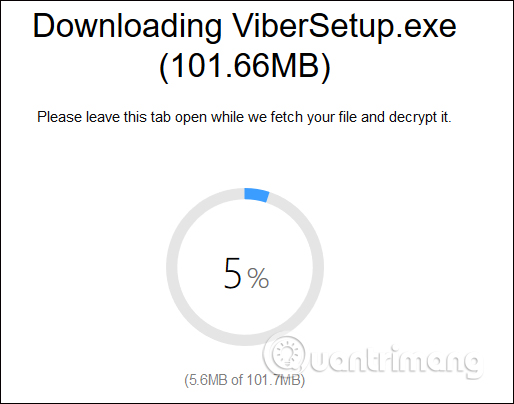 Downloading ViberSetup.exe
(101.66MB)
Please leave this tab open while we fetch your file and decrypt it.
5%
Quantrimang
(5.6MB of 101.7MB)